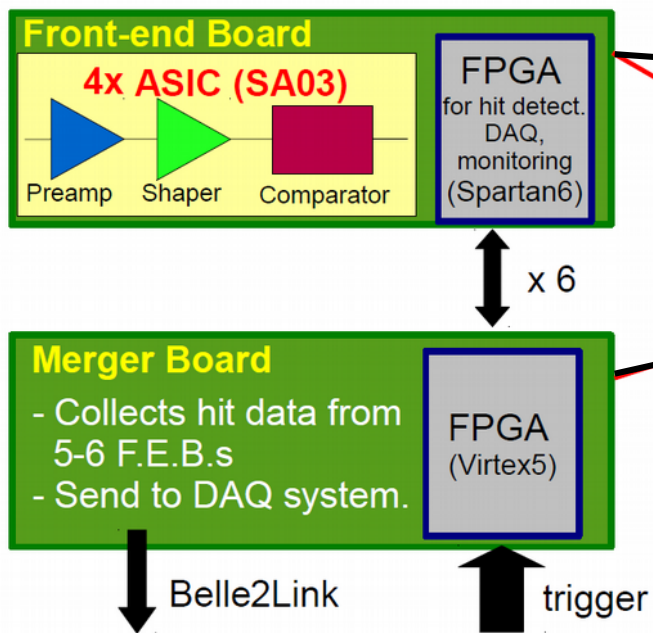 Front-end Board
4x ASIC (SA03)
Preamp
Shaper
Comparator
FPGA
for hit detect.
DAQ,
monitoring
(Spartan6)
x 6
Merger Board
- Collects hit data from
5-6 F.E.B.s
- Send to DAQ system.
FPGA
(Virtex5)
Belle2Link
trigger